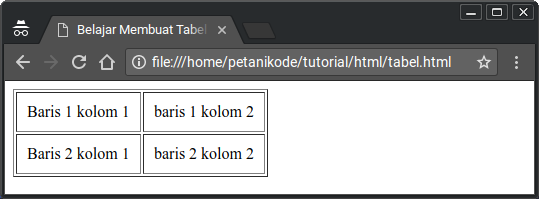 Belajar Membuat Tabel
file:///home/petanikode/tutorial/html/tabel.html
Baris 1 kolom 1 baris 1 kolom 2
Baris 2 kolom 1 baris 2 kolom 2